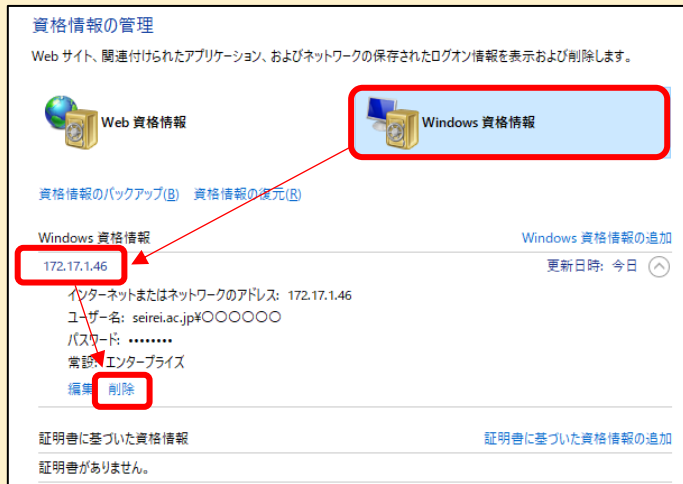 資格情報の管理
Web サイト、関連付けられたアプリケーション、およびネットワークの保存されたログオン情報を表示および削除します。
Web 資格情報
Windows 資格情報
資格情報のバックアップ(B) 資格情報の復元(R)
Windows 資格情報 Windows 資格情報の追加
172.17.1.46 更新日時: 今日
インターネットまたはネットワークのアドレス: 172.17.1.46
ユーザー名: seirei.ac.jp¥〇〇〇〇〇〇
パスワード: ••••••••
常設: エンタープライズ
編集 削除
証明書に基づいた資格情報 証明書に基づいた資格情報の追加
証明書がありません。